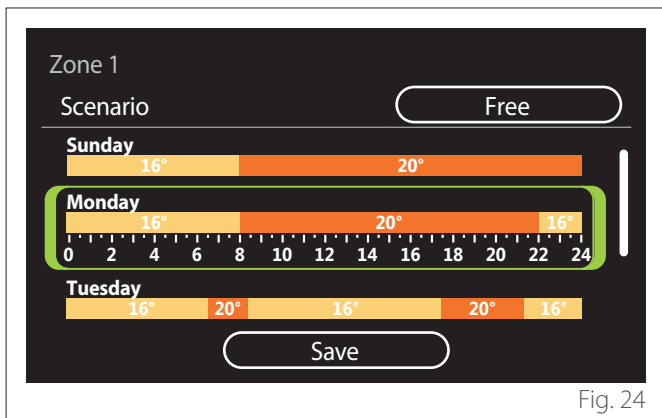 Zone 1
Scenario Free
Sunday
16° 20°
Monday
16° 20° 16°
0 2 4 6 8 10 12 14 16 18 20 22 24
Tuesday
16° 20° 16° 20° 16°
Save
Fig. 24